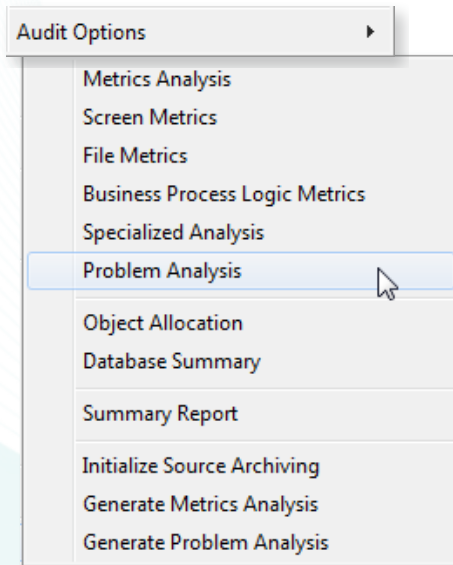 Audit Options
Metrics Analysis
Screen Metrics
File Metrics
Business Process Logic Metrics
Specialized Analysis
Problem Analysis
Object Allocation
Database Summary
Summary Report
Initialize Source Archiving
Generate Metrics Analysis
Generate Problem Analysis